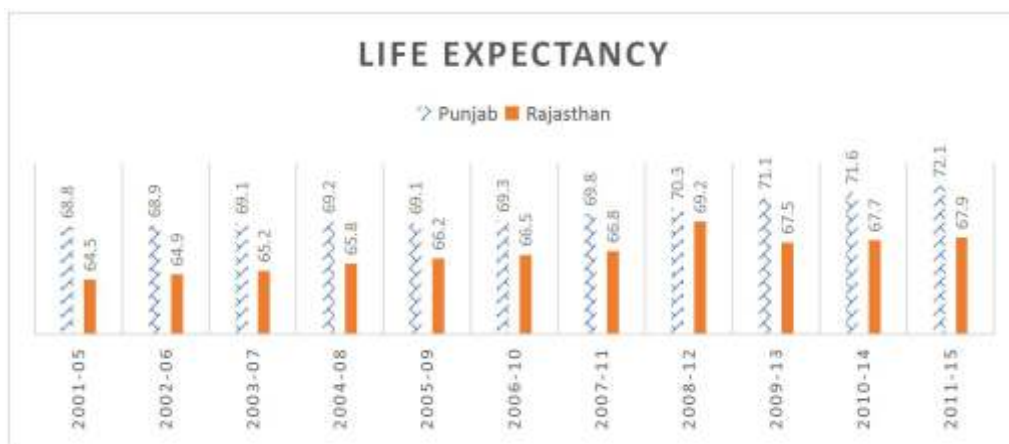 LIFE EXPECTANCY
Punjab Rajasthan
68.8 64.5 68.9 64.9 69.1 65.2 69.2 65.8 69.1 66.2 69.3 66.5 69.8 66.8 70.3 69.2 71.1 67.5 71.6 67.7 72.1 67.9
2001-05 2002-06 2003-07 2004-08 2005-09 2006-10 2007-11 2008-12 2009-13 2010-14 2011-15